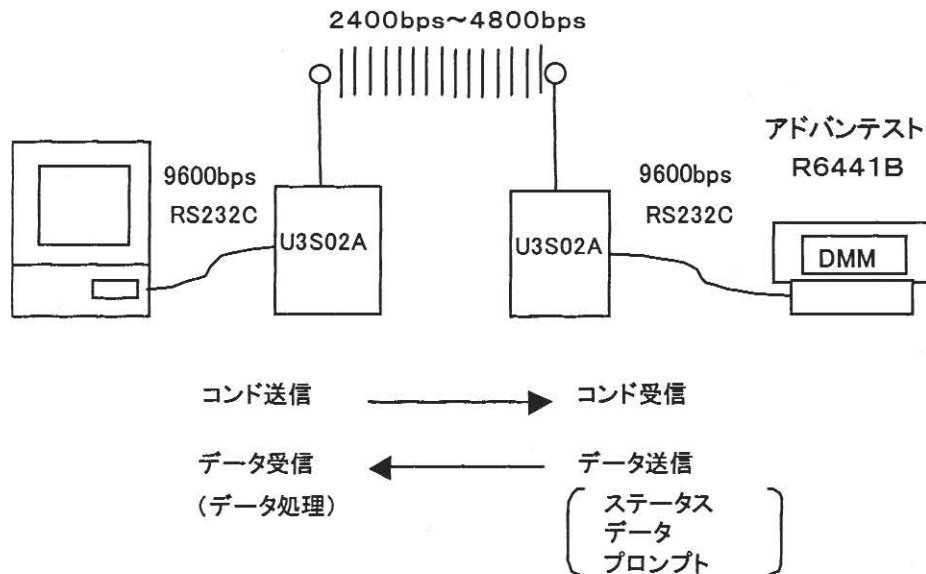 2400bps～4800bps
アドバンテスト
R6441B
9600bps
RS232C
U3S02A
U3S02A
9600bps
RS232C
DMM
コンド送信
コンド受信
データ受信
(データ処理)
データ送信
ステータス
データ
プロンプト